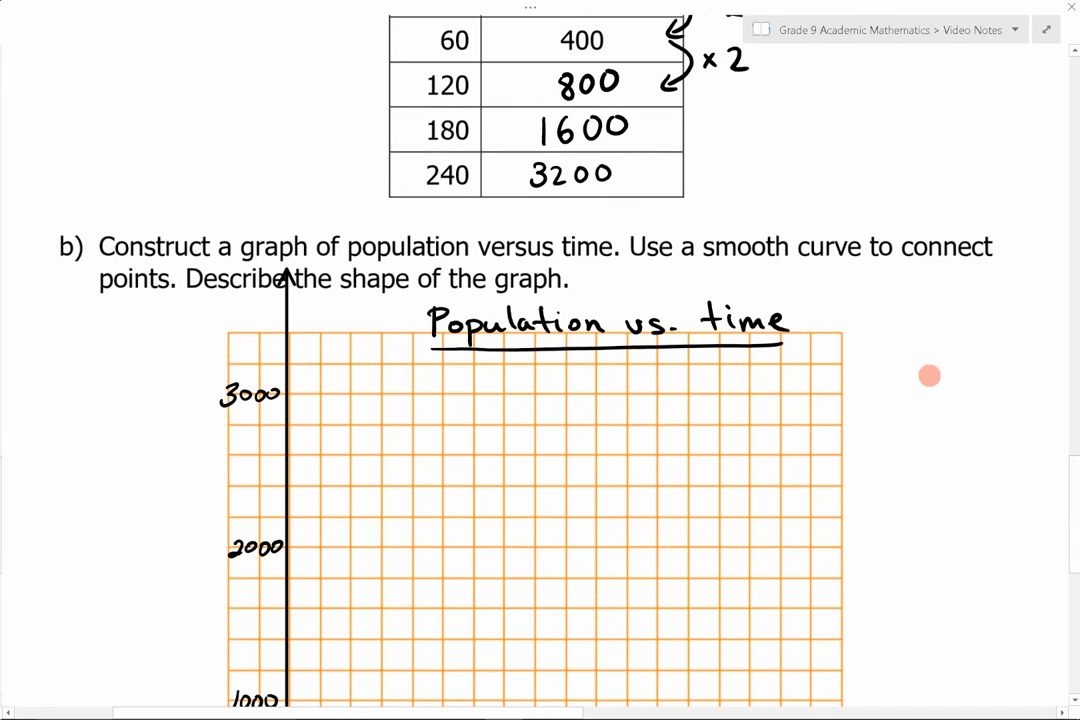 Grade 9 Academic Mathematics > Video Notes
60 400
× 2
120 800
180 1600
240 3200
b) Construct a graph of population versus time. Use a smooth curve to connect
points. Describe the shape of the graph.
Population vs. time
3000
2000
1000